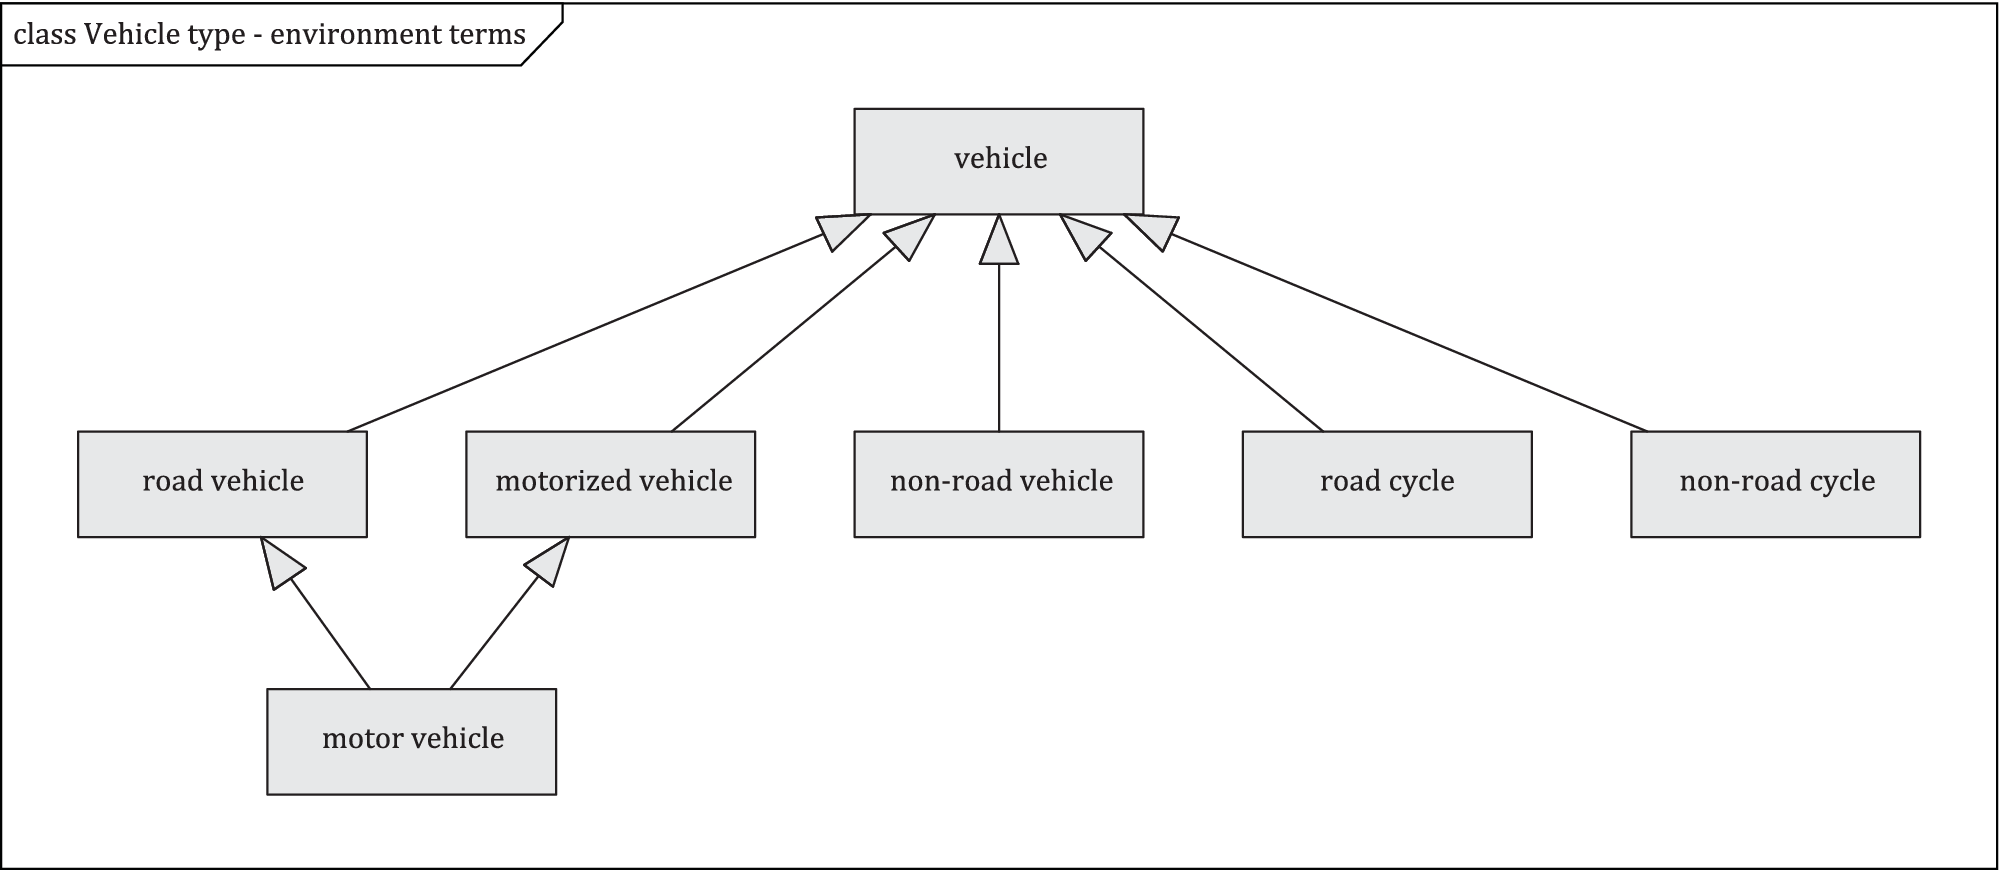 class Vehicle type - environment terms
vehicle
road vehicle
motorized vehicle
non-road vehicle
road cycle
non-road cycle
motor vehicle